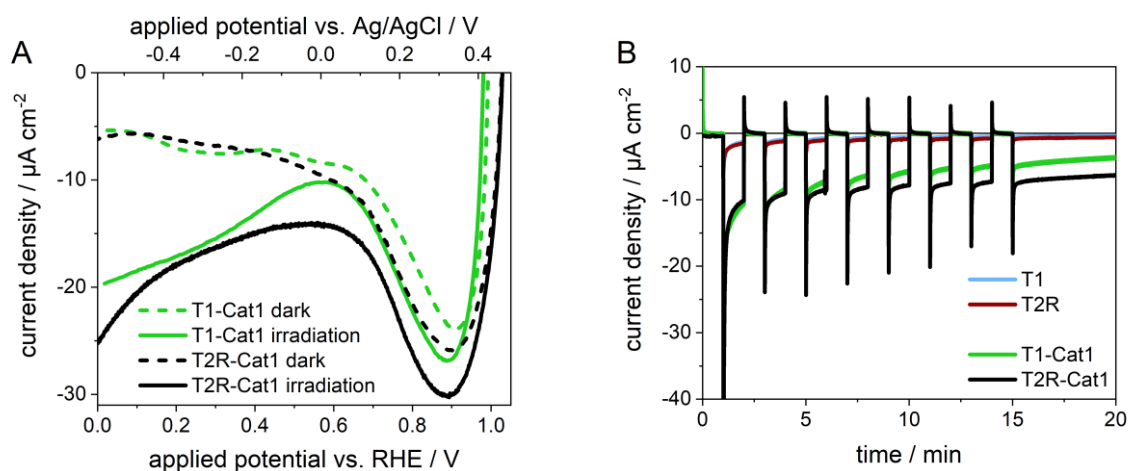 A
applied potential vs. Ag/AgCl / V
-0.4 -0.2 0.0 0.2 0.4
0
-10
-20
-30
current density / µA cm⁻²
T1-Cat1 dark
T1-Cat1 irradiation
T2R-Cat1 dark
T2R-Cat1 irradiation
0.0 0.2 0.4 0.6 0.8 1.0
applied potential vs. RHE / V
B
10
0
-10
-20
-30
-40
current density / µA cm⁻²
T1
T2R
T1-Cat1
T2R-Cat1
0 5 10 15 20
time / min